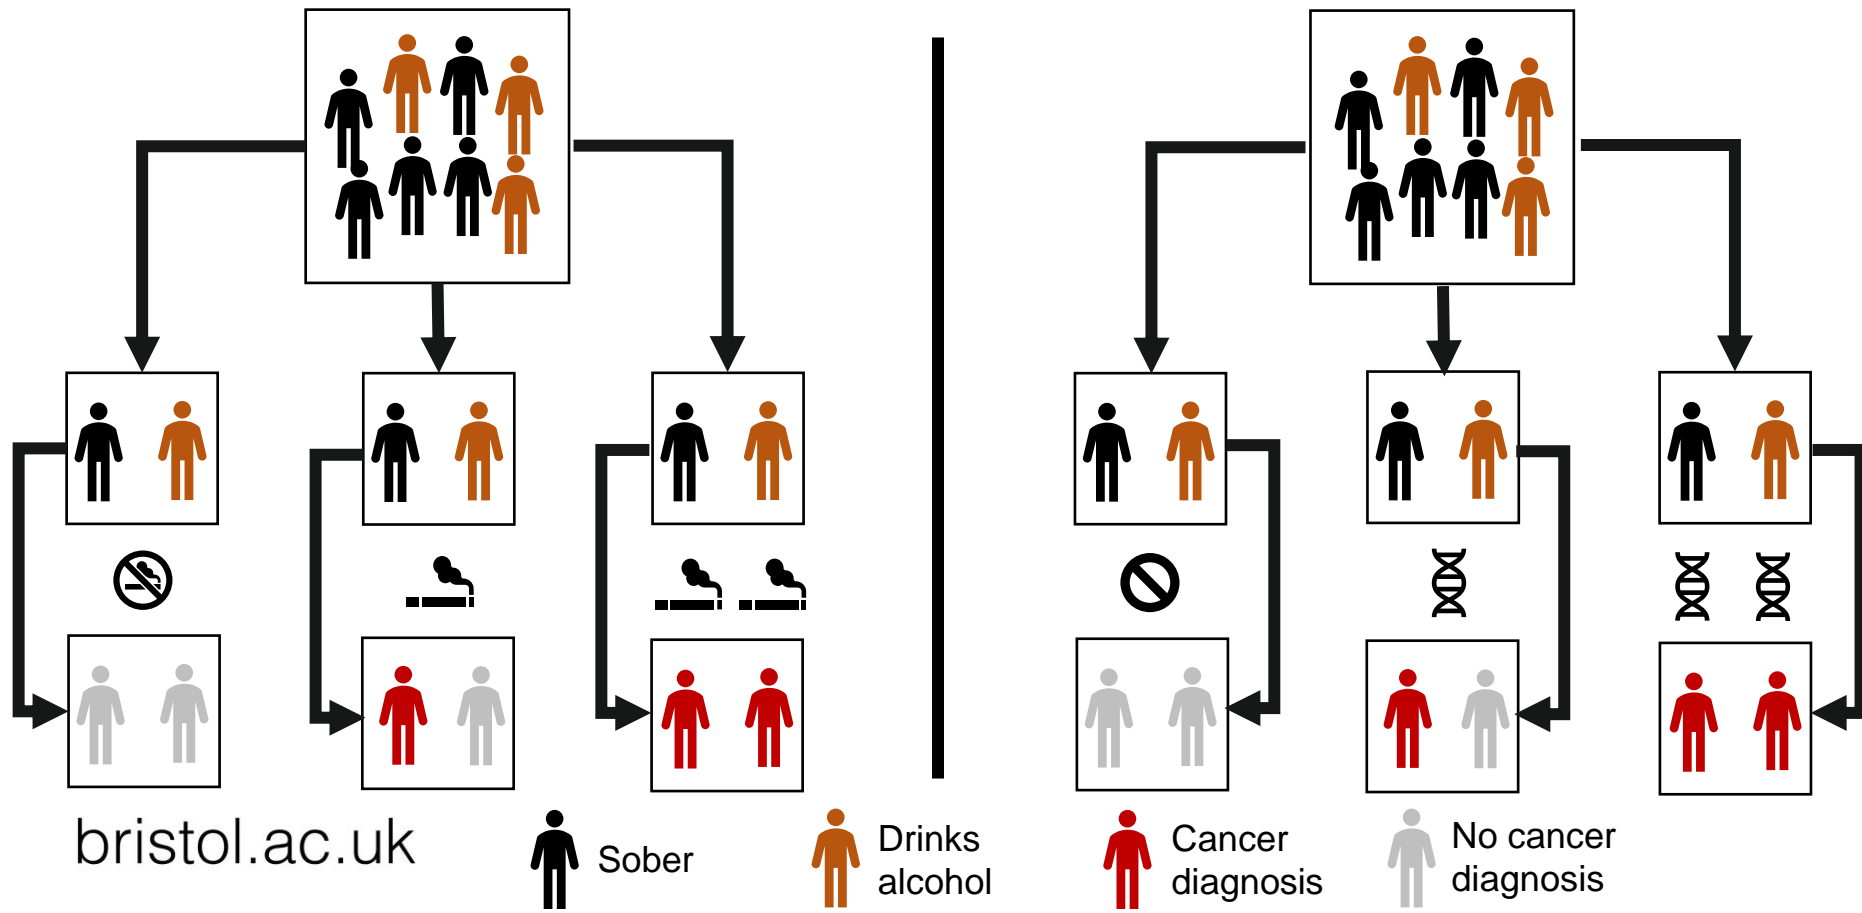 bristol.ac.uk
Sober
Drinks
alcohol
Cancer
diagnosis
No cancer
diagnosis